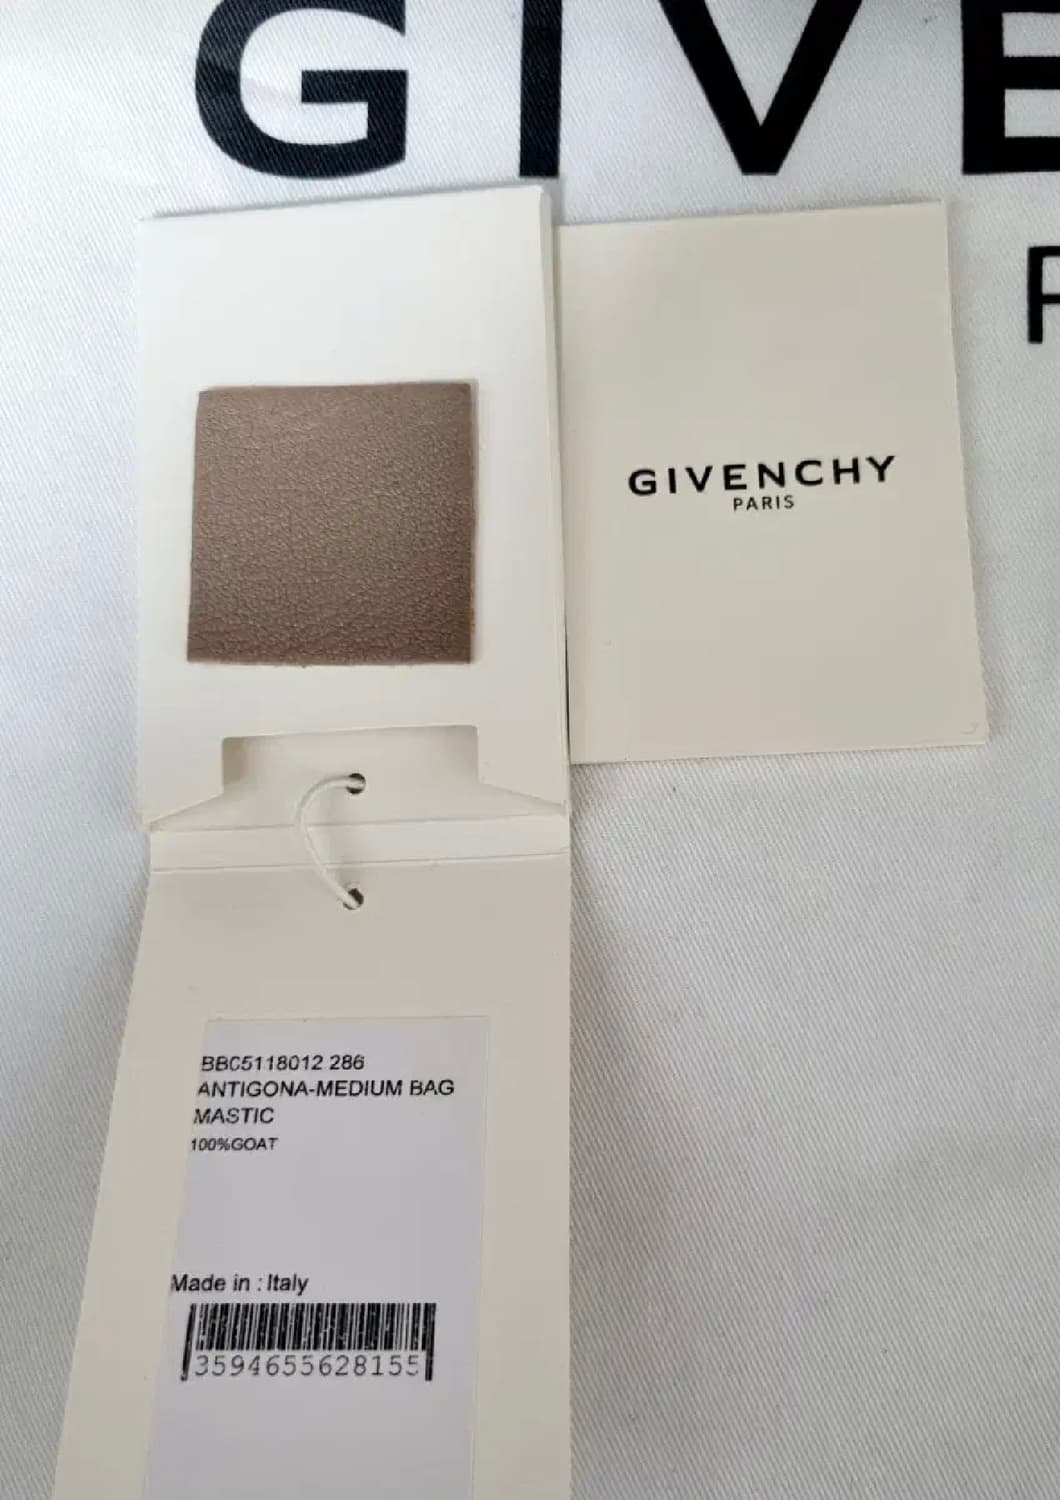 GIVE
P
GIVENCHY
PARIS
BBC5118012 286
ANTIGONA-MEDIUM BAG
MASTIC
100%GOAT
Made in : Italy
3594655628155